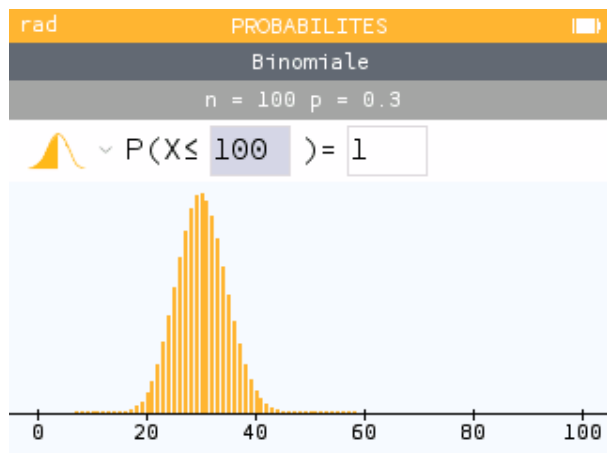 rad PROBABILITES
Binomiale
n = 100 p = 0.3
P(X≤ 100 )= 1
0 20 40 60 80 100